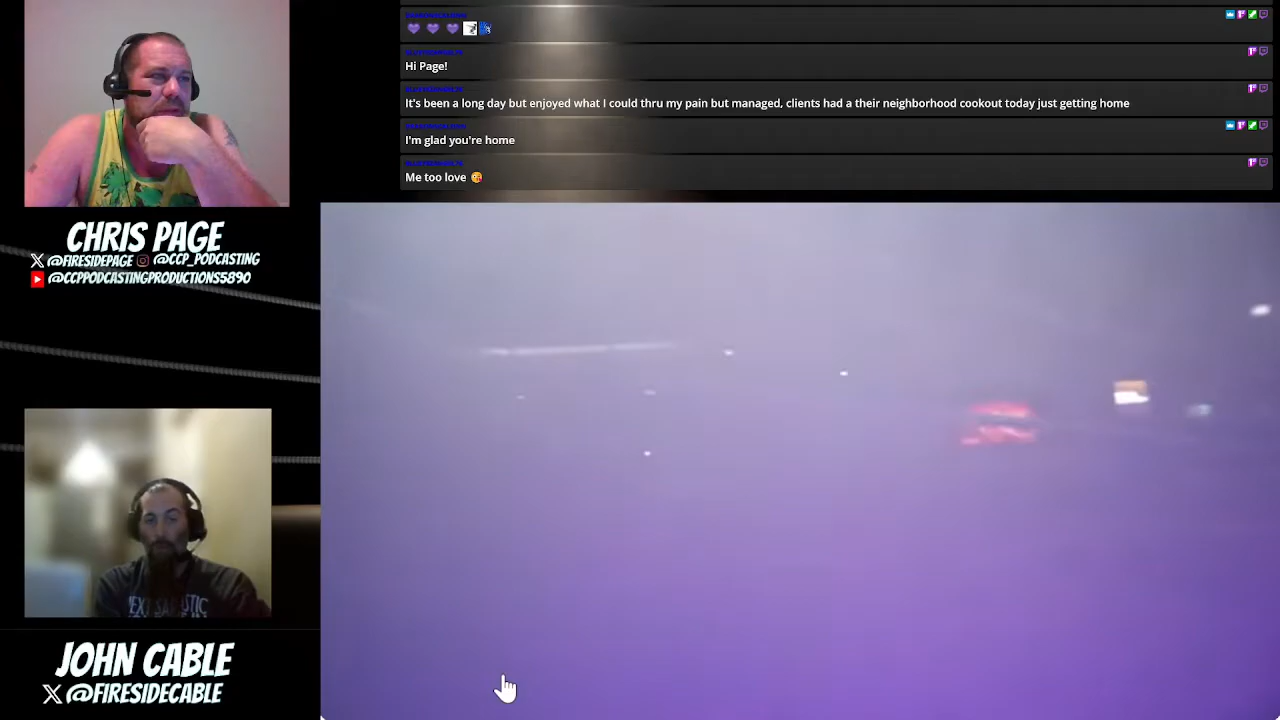 Hi Page!
It's been a long day but enjoyed what I could thru my pain but managed, clients had a their neighborhood cookout today just getting home
I'm glad you're home
Me too love
CHRIS PAGE
@FIRESIDEPAGE @CCP_PODCASTING
@CCPPODCASTINGPRODUCTIONS5890
JOHN CABLE
@FIRESIDECABLE